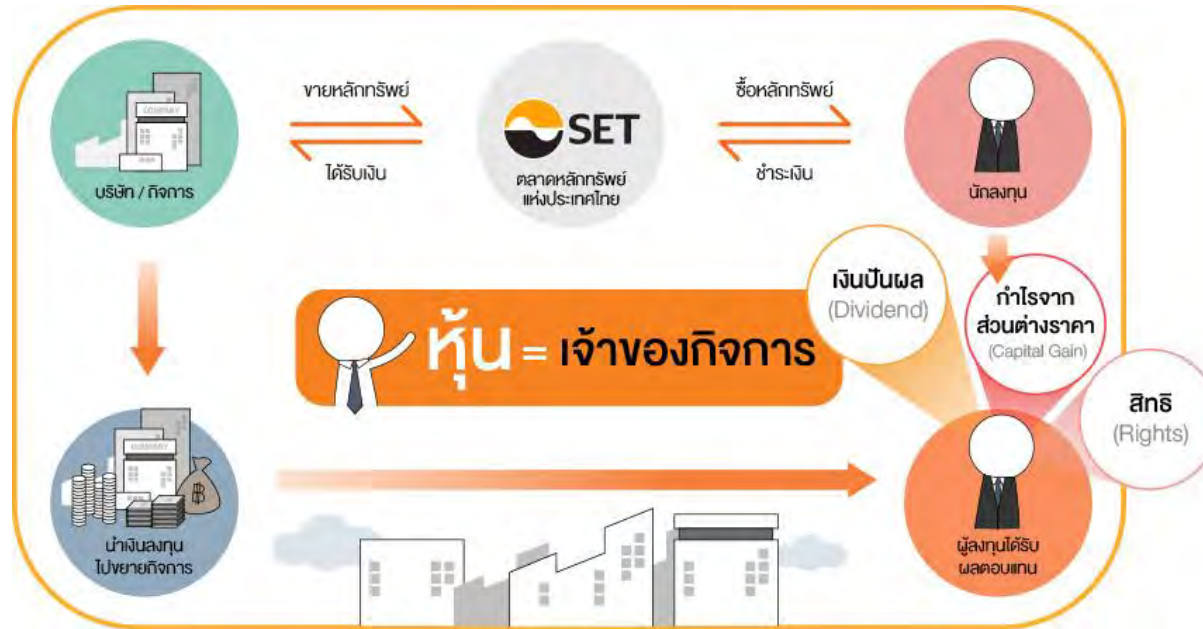 COMPANY
บริษัท / กิจการ
ขายหลักทรัพย์
ได้รับเงิน
SET
ตลาดหลักทรัพย์
แห่งประเทศไทย
ซื้อหลักทรัพย์
ชำระเงิน
นักลงทุน
หุ้น = เจ้าของกิจการ
เงินปันผล
(Dividend)
กำไรจาก
ส่วนต่างราคา
(Capital Gain)
สิทธิ
(Rights)
COMPANY
฿
นำเงินลงทุน
ไปขยายกิจการ
ผู้ลงทุนได้รับ
ผลตอบแทน